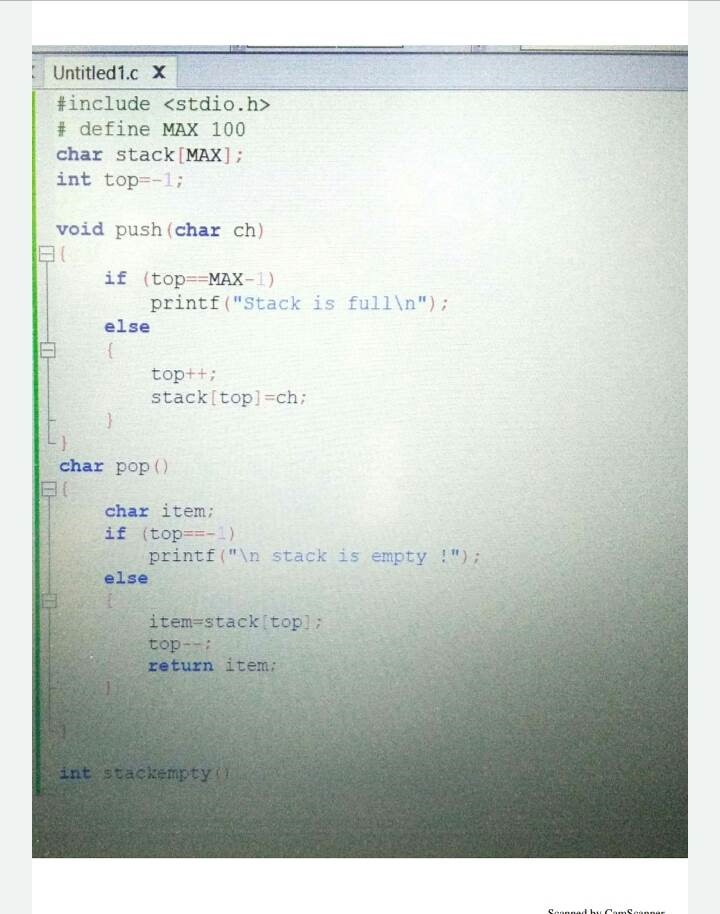 Untitled1.c X
#include <stdio.h>
# define MAX 100
char stack[MAX];
int top=-1;
void push(char ch)
{
if (top==MAX-1)
printf("Stack is full\n");
else
{
top++;
stack[top]=ch;
}
}
char pop()
{
char item;
if (top==-1)
printf("\n stack is empty !");
else
{
item=stack[top];
top--;
return item;
}
}
int stackempty()
Scanned by CamScanner